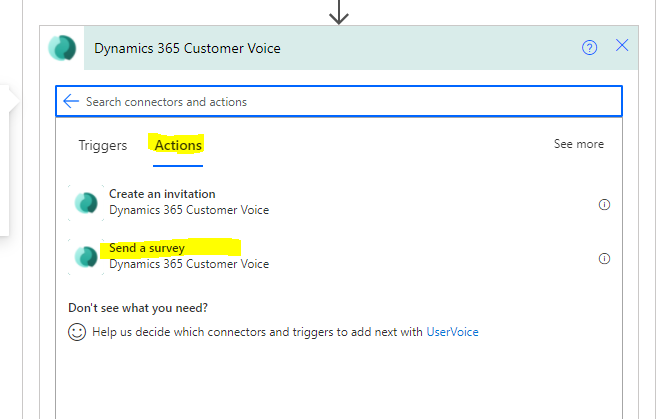 Dynamics 365 Customer Voice
Search connectors and actions
Triggers Actions See more
Create an invitation
Dynamics 365 Customer Voice
Send a survey
Dynamics 365 Customer Voice
Don't see what you need?
Help us decide which connectors and triggers to add next with UserVoice